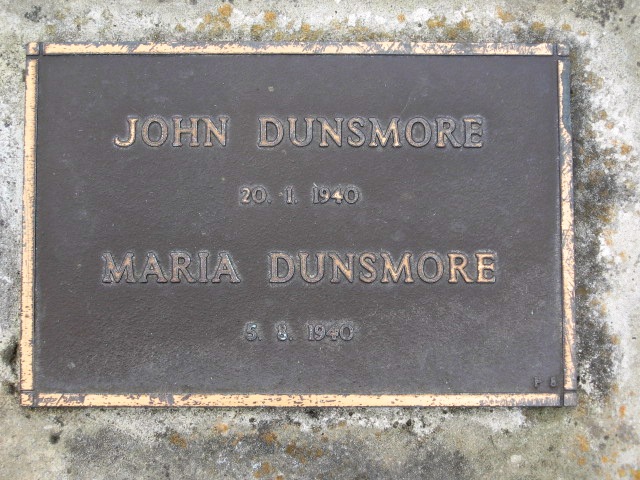 JOHN DUNSMORE
20. 1. 1940
MARIA DUNSMORE
5. 8. 1940